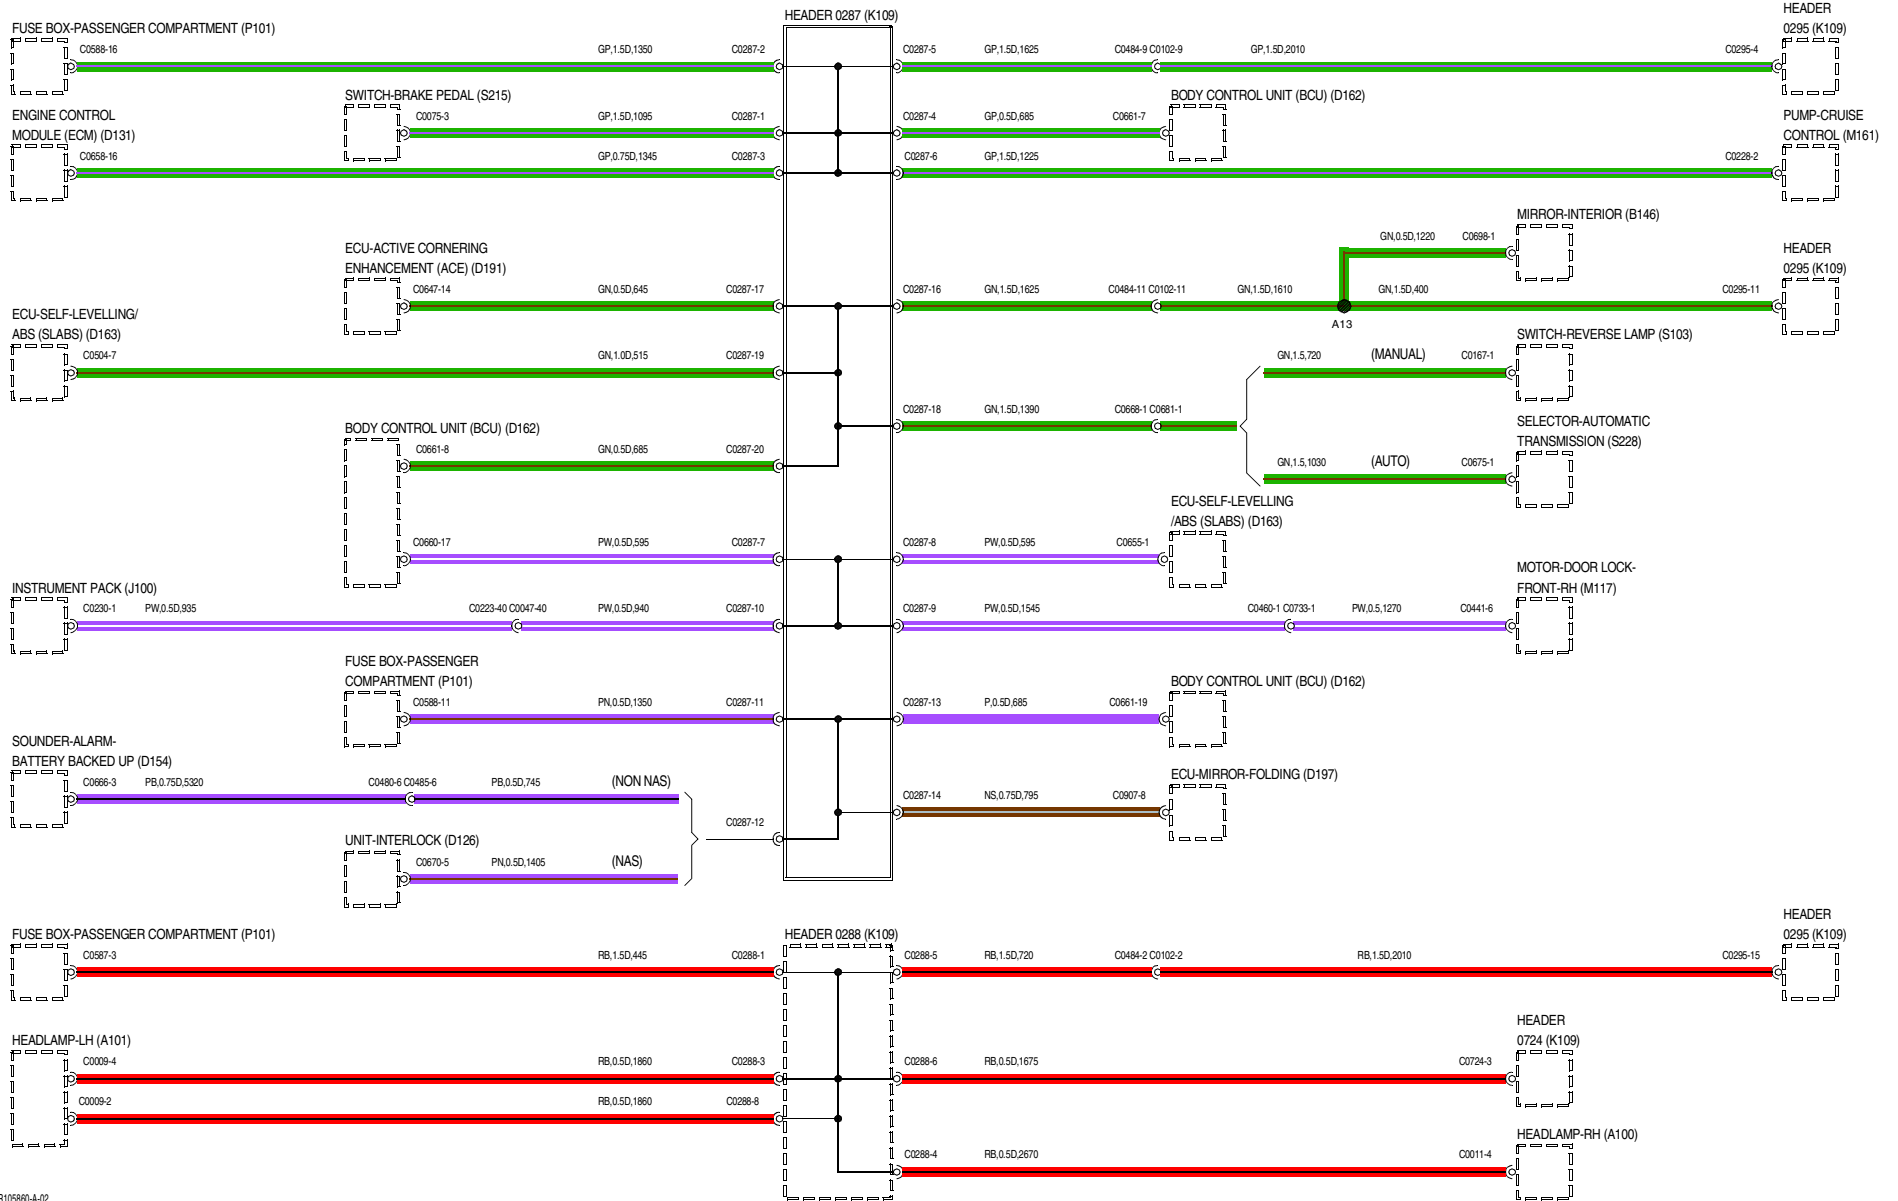 HEADER 0287 (K109)
HEADER
0295 (K109)
FUSE BOX-PASSENGER COMPARTMENT (P101)
C0588-16 GP,1.5D,1350 C0287-2 C0287-5 GP,1.5D,1625 C0484-9 C0102-9 GP,1.5D,2010 C0295-4
SWITCH-BRAKE PEDAL (S215)
BODY CONTROL UNIT (BCU) (D162)
ENGINE CONTROL
MODULE (ECM) (D131)
PUMP-CRUISE
CONTROL (M161)
C0075-3 GP,1.5D,1095 C0287-1 C0287-4 GP,0.5D,685 C0661-7
C0658-16 GP,0.75D,1345 C0287-3 C0287-6 GP,1.5D,1225 C0228-2
MIRROR-INTERIOR (B146)
GN,0.5D,1220 C0698-1
ECU-ACTIVE CORNERING
ENHANCEMENT (ACE) (D191)
HEADER
0295 (K109)
C0647-14 GN,0.5D,645 C0287-17 C0287-16 GN,1.5D,1625 C0484-11 C0102-11 GN,1.5D,1610 GN,1.5D,400 C0295-11
A13
ECU-SELF-LEVELLING/
ABS (SLABS) (D163)
SWITCH-REVERSE LAMP (S103)
C0504-7 GN,1.0D,515 C0287-19 GN,1.5,720 (MANUAL) C0167-1
C0287-18 GN,1.5D,1390 C0668-1 C0681-1
BODY CONTROL UNIT (BCU) (D162)
SELECTOR-AUTOMATIC
TRANSMISSION (S228)
C0661-8 GN,0.5D,685 C0287-20 GN,1.5,1030 (AUTO) C0675-1
ECU-SELF-LEVELLING
/ABS (SLABS) (D163)
C0660-17 PW,0.5D,595 C0287-7 C0287-8 PW,0.5D,595 C0655-1
INSTRUMENT PACK (J100)
MOTOR-DOOR LOCK-
FRONT-RH (M117)
C0230-1 PW,0.5D,935 C0223-40 C0047-40 PW,0.5D,940 C0287-10 C0287-9 PW,0.5D,1545 C0460-1 C0733-1 PW,0.5,1270 C0441-6
FUSE BOX-PASSENGER
COMPARTMENT (P101)
BODY CONTROL UNIT (BCU) (D162)
C0588-11 PN,0.5D,1350 C0287-11 C0287-13 P,0.5D,685 C0661-19
SOUNDER-ALARM-
BATTERY BACKED UP (D154)
ECU-MIRROR-FOLDING (D197)
C0666-3 PB,0.75D,5320 C0480-6 C0485-6 PB,0.5D,745 (NON NAS)
C0287-14 NS,0.75D,795 C0907-8
C0287-12
UNIT-INTERLOCK (D126)
C0670-5 PN,0.5D,1405 (NAS)
FUSE BOX-PASSENGER COMPARTMENT (P101)
HEADER 0288 (K109)
HEADER
0295 (K109)
C0587-3 RB,1.5D,445 C0288-1 C0288-5 RB,1.5D,720 C0484-2 C0102-2 RB,1.5D,2010 C0295-15
HEADLAMP-LH (A101)
HEADER
0724 (K109)
C0009-4 RB,0.5D,1860 C0288-3 C0288-6 RB,0.5D,1675 C0724-3
C0009-2 RB,0.5D,1860 C0288-8
HEADLAMP-RH (A100)
C0288-4 RB,0.5D,2670 C0011-4